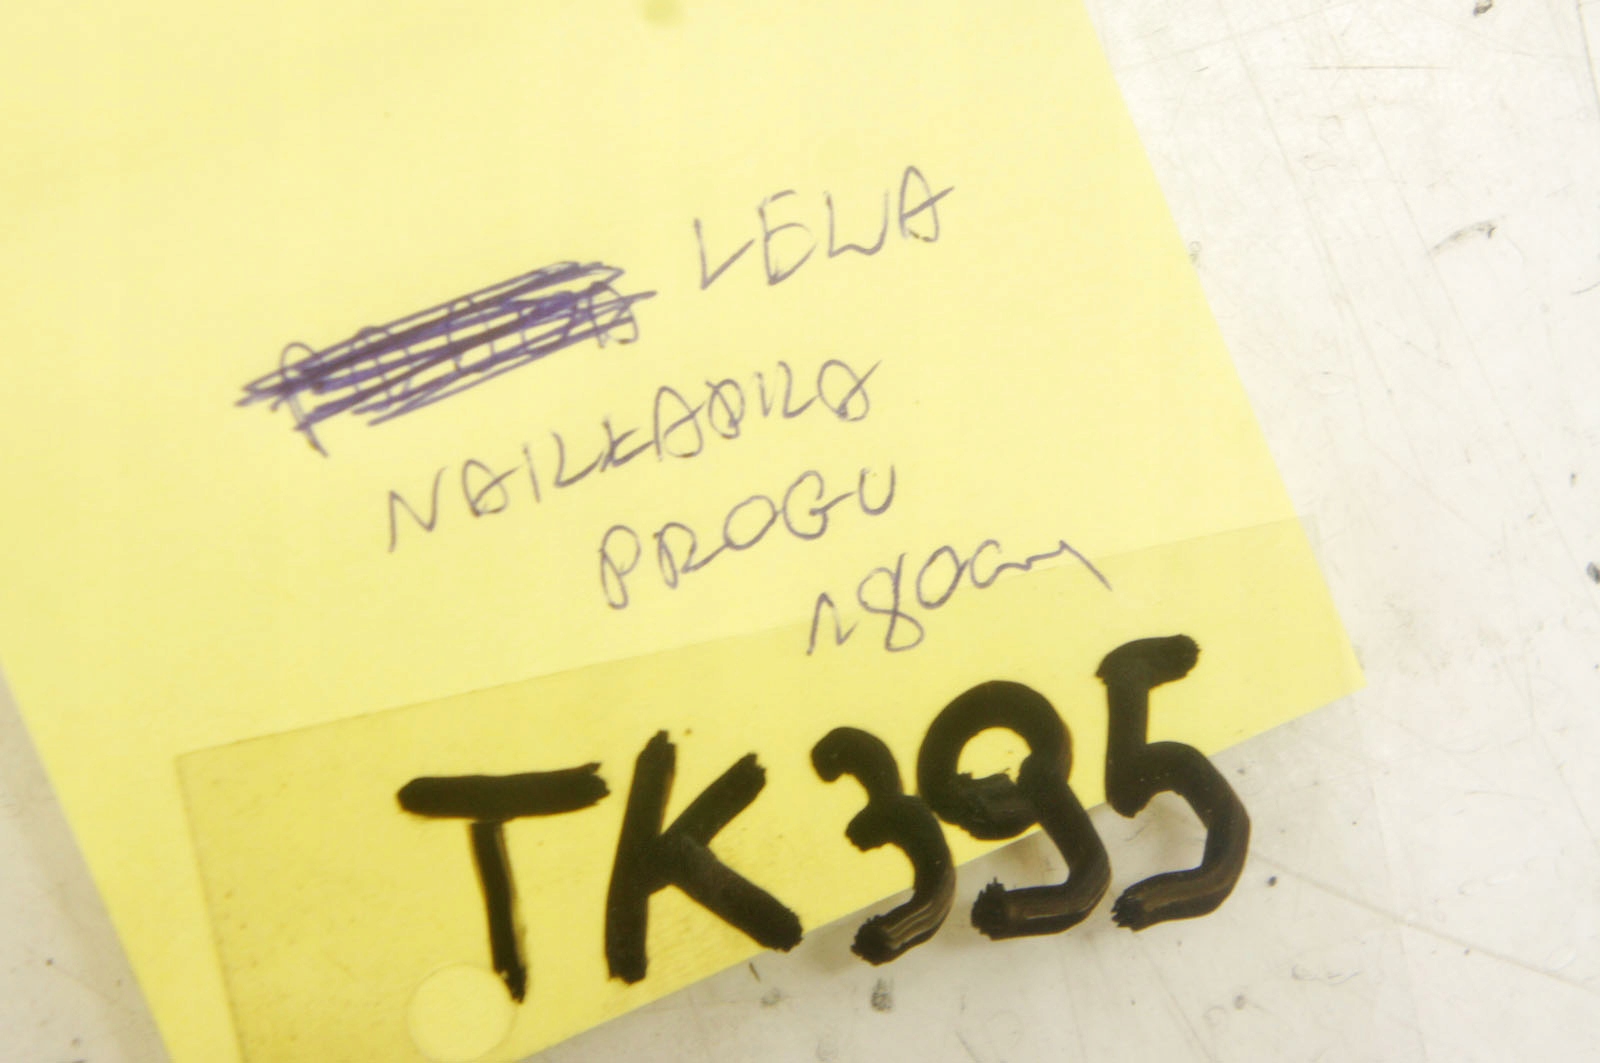 LEWA
NAKŁADKA
PROGU
180cm
TK395